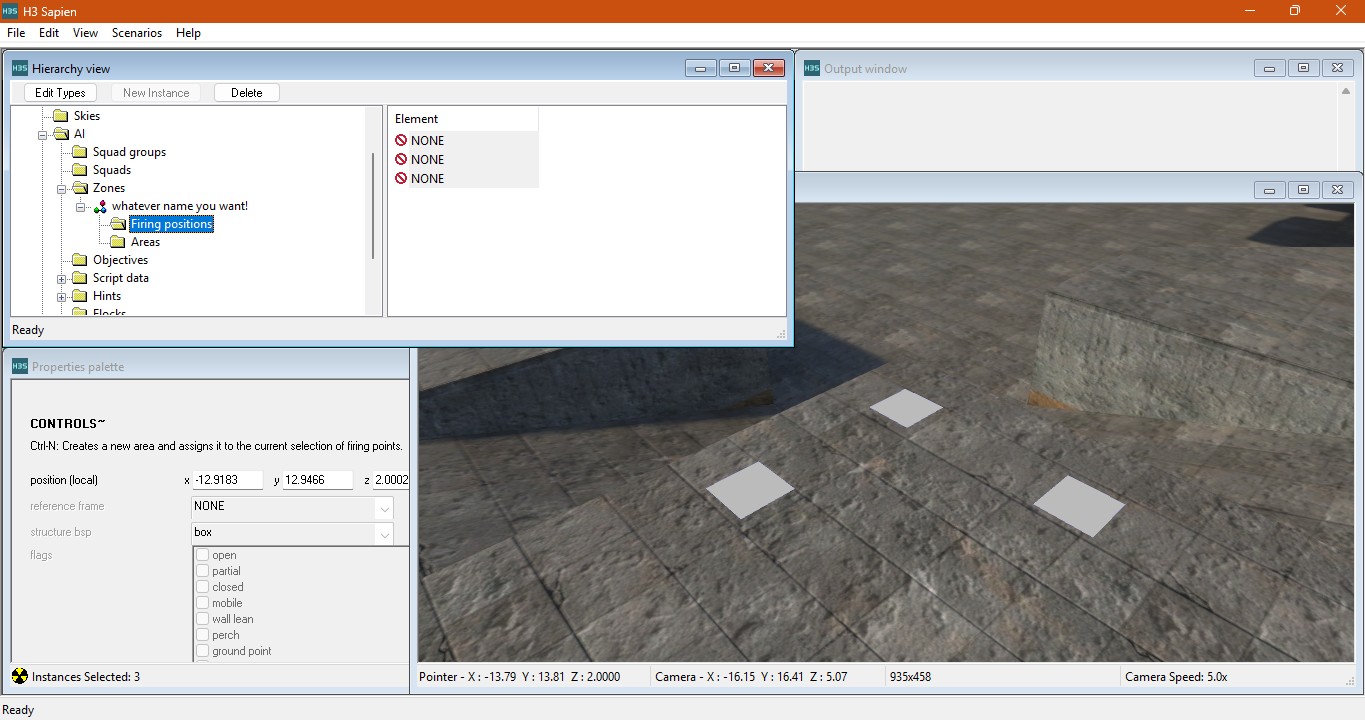 H3S H3 Sapien
File Edit View Scenarios Help
H3S Hierarchy view
Edit Types New Instance Delete
Skies
AI
Squad groups
Squads
Zones
whatever name you want!
Firing positions
Areas
Objectives
Script data
Hints
Flocks
Element
NONE
NONE
NONE
Ready
H3S Output window
H3S Properties palette
CONTROLS~
Ctrl-N: Creates a new area and assigns it to the current selection of firing points.
position (local) x -12.9183 y 12.9466 z 2.0002
reference frame NONE
structure bsp box
flags
open
partial
closed
mobile
wall lean
perch
ground point
Instances Selected: 3
Pointer - X : -13.79 Y : 13.81 Z : 2.0000
Camera - X : -16.15 Y : 16.41 Z : 5.07
935x458
Camera Speed: 5.0x
Ready